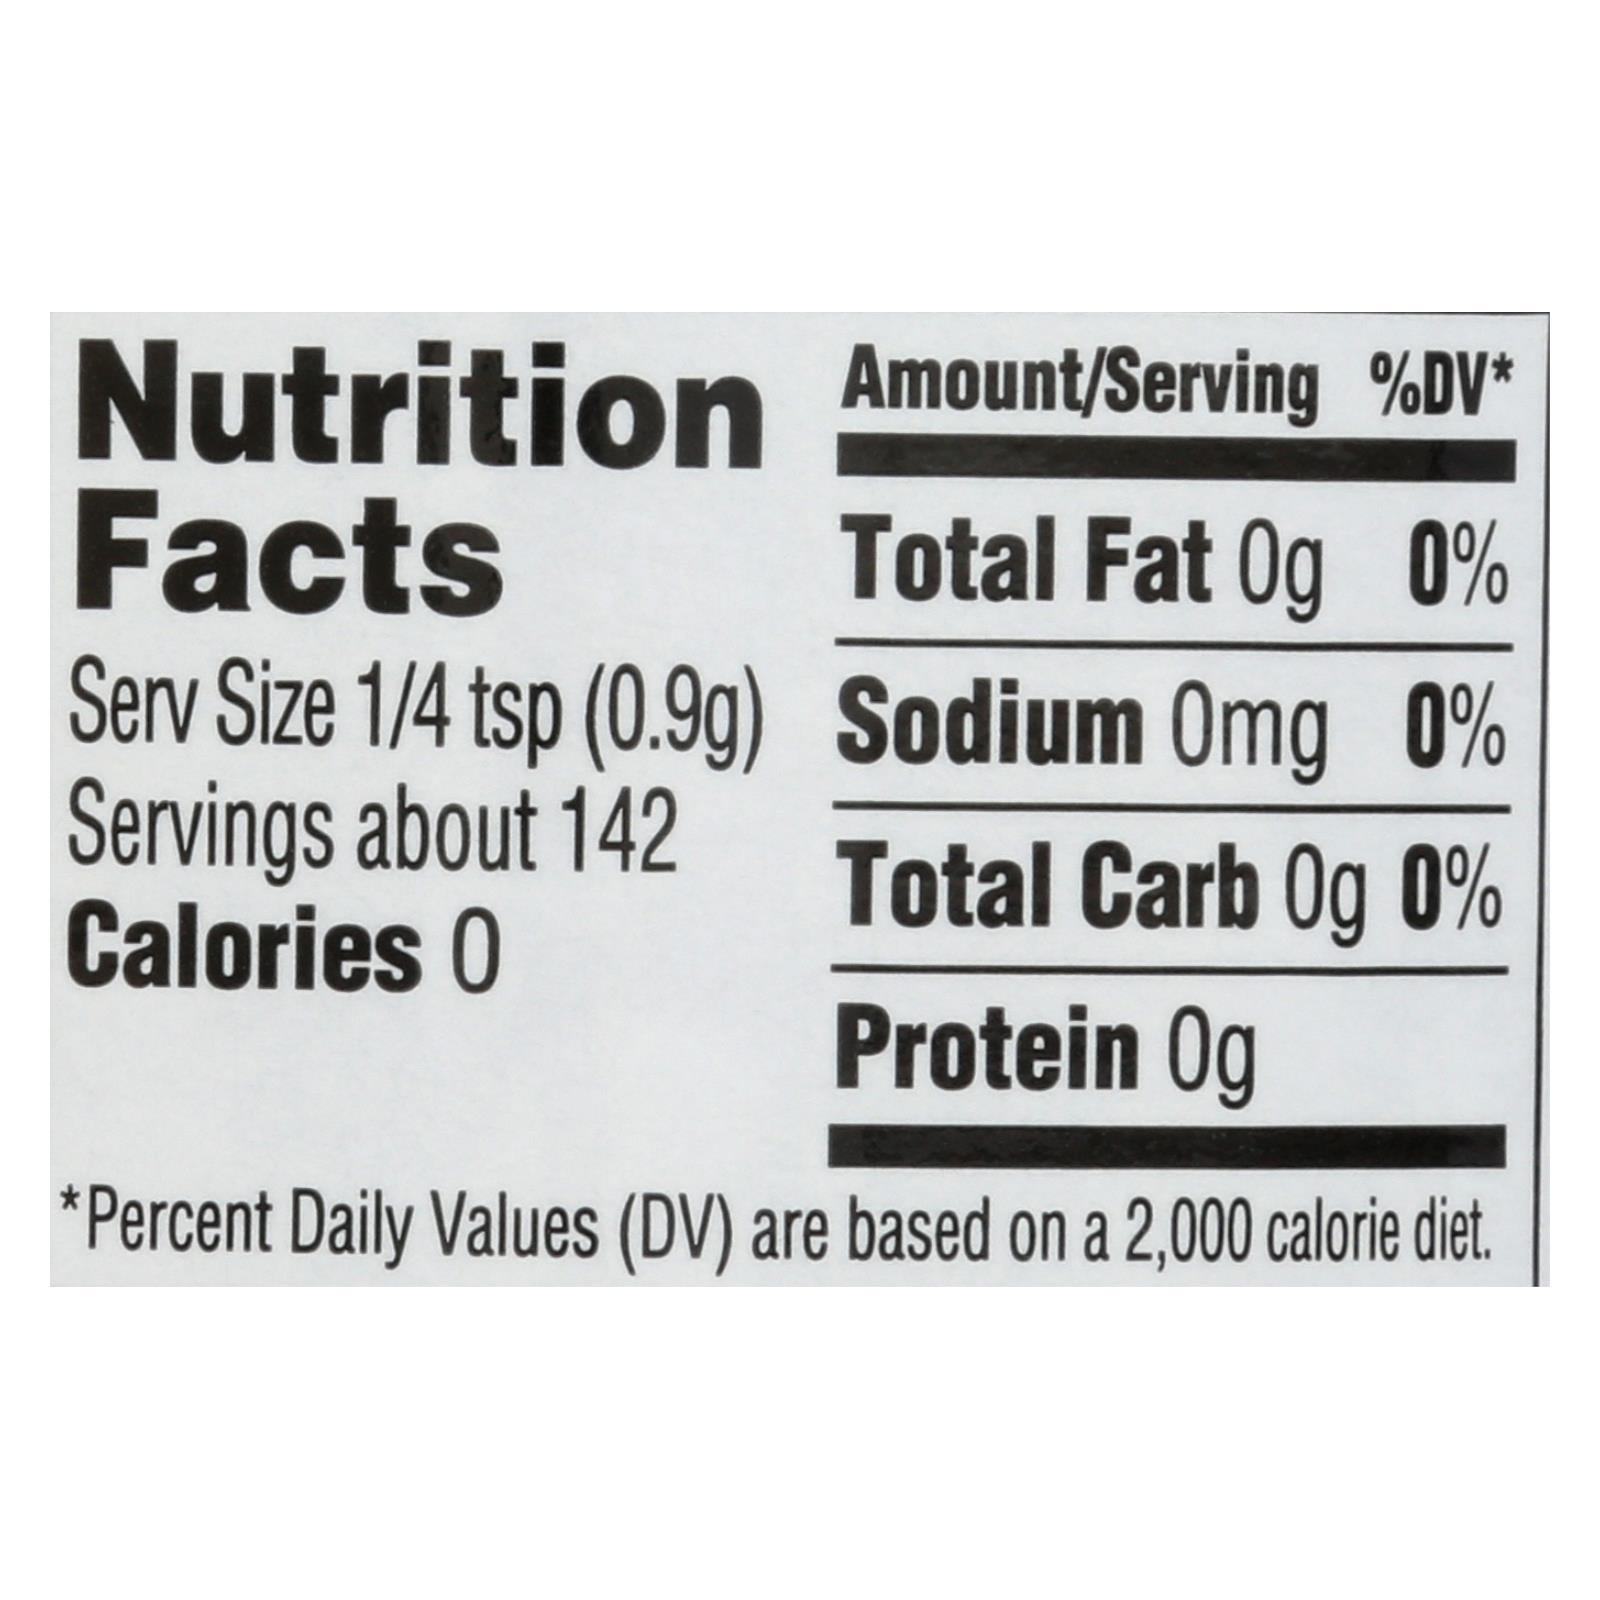 Nutrition
Facts
Serv Size 1/4 tsp (0.9g)
Servings about 142
Calories 0
Amount/Serving %DV*
Total Fat 0g 0%
Sodium 0mg 0%
Total Carb 0g 0%
Protein 0g
*Percent Daily Values (DV) are based on a 2,000 calorie diet.